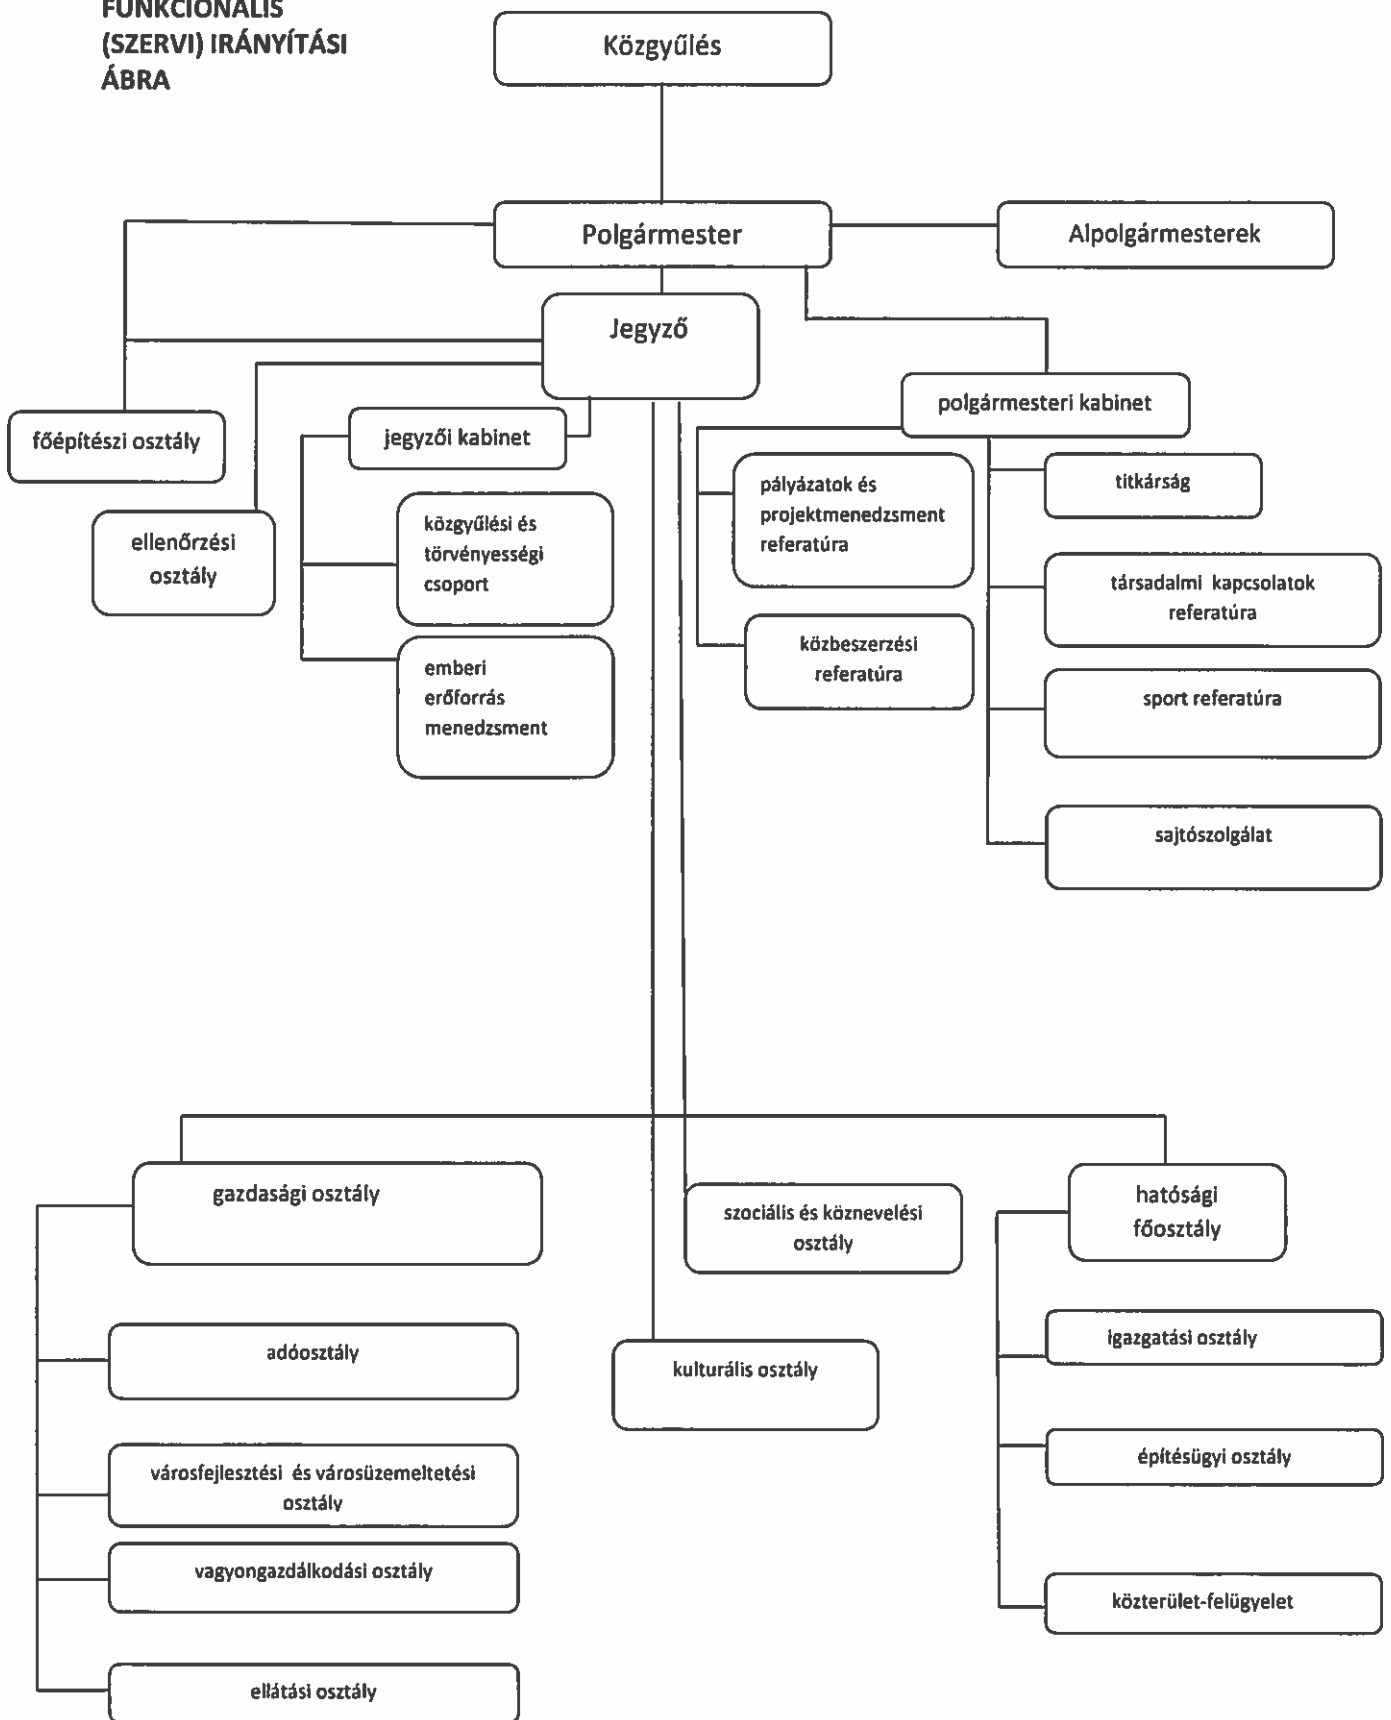 FUNKCIONÁLIS
(SZERVI) IRÁNYÍTÁSI
ÁBRA
Közgyűlés
Polgármester
Alpolgármesterek
Jegyző
polgármesteri kabinet
főépítészi osztály
jegyzői kabinet
ellenőrzési
osztály
közgyűlési és
törvényességi
csoport
emberi
erőforrás
menedzsment
pályázatok és
projektmenedzsment
referatúra
közbeszerzési
referatúra
titkárság
társadalmi kapcsolatok
referatúra
sport referatúra
sajtószolgálat
gazdasági osztály
adóosztály
városfejlesztési és városüzemeltetési
osztály
vagyongazdálkodási osztály
ellátási osztály
szociális és köznevelési
osztály
kulturális osztály
hatósági
főosztály
igazgatási osztály
építésügyi osztály
közterület-felügyelet